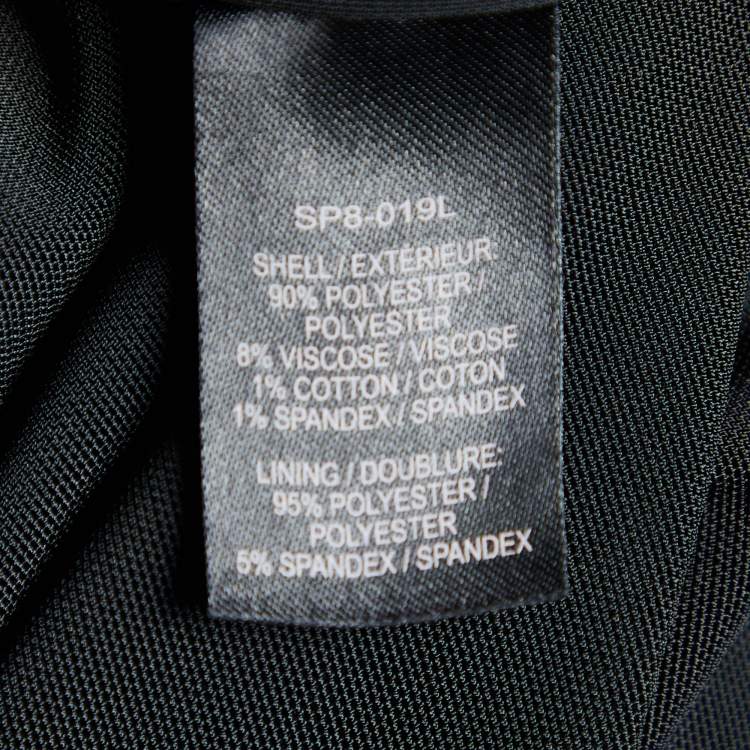 SP8-019L
SHELL / EXTERIEUR:
90% POLYESTER /
POLYESTER
8% VISCOSE / VISCOSE
1% COTTON / COTON
1% SPANDEX / SPANDEX
LINING / DOUBLURE:
95% POLYESTER /
POLYESTER
5% SPANDEX / SPANDEX